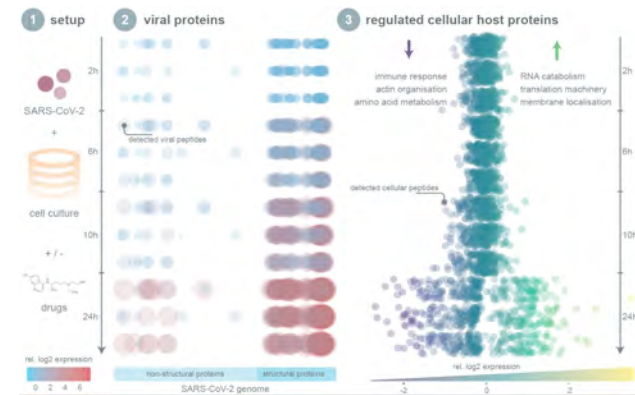 1 setup
2 viral proteins
3 regulated cellular host proteins
2h
6h
10h
24h
SARS-CoV-2
+
cell culture
+ / -
drugs
detected viral peptides
immune response
actin organisation
amino acid metabolism
RNA catabolism
translation machinery
membrane localisation
detected cellular peptides
2h
6h
10h
24h
rel. log2 expression
0 2 4 6
non-structural proteins
structural proteins
SARS-CoV-2 genome
rel. log2 expression
-2 0 2